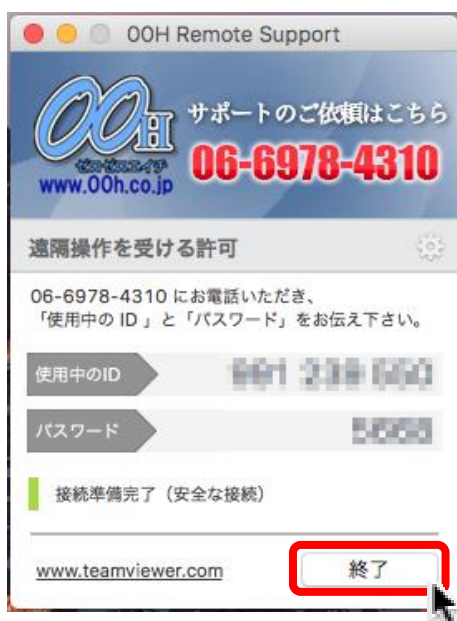 OOH Remote Support
OOH
サポートのご依頼はこちら
ゼロ・ゼロエイチ
06-6978-4310
www.OOh.co.jp
遠隔操作を受ける許可
06-6978-4310 にお電話いただき、
「使用中の ID 」と「パスワード」をお伝え下さい。
使用中のID
パスワード
接続準備完了（安全な接続）
www.teamviewer.com
終了